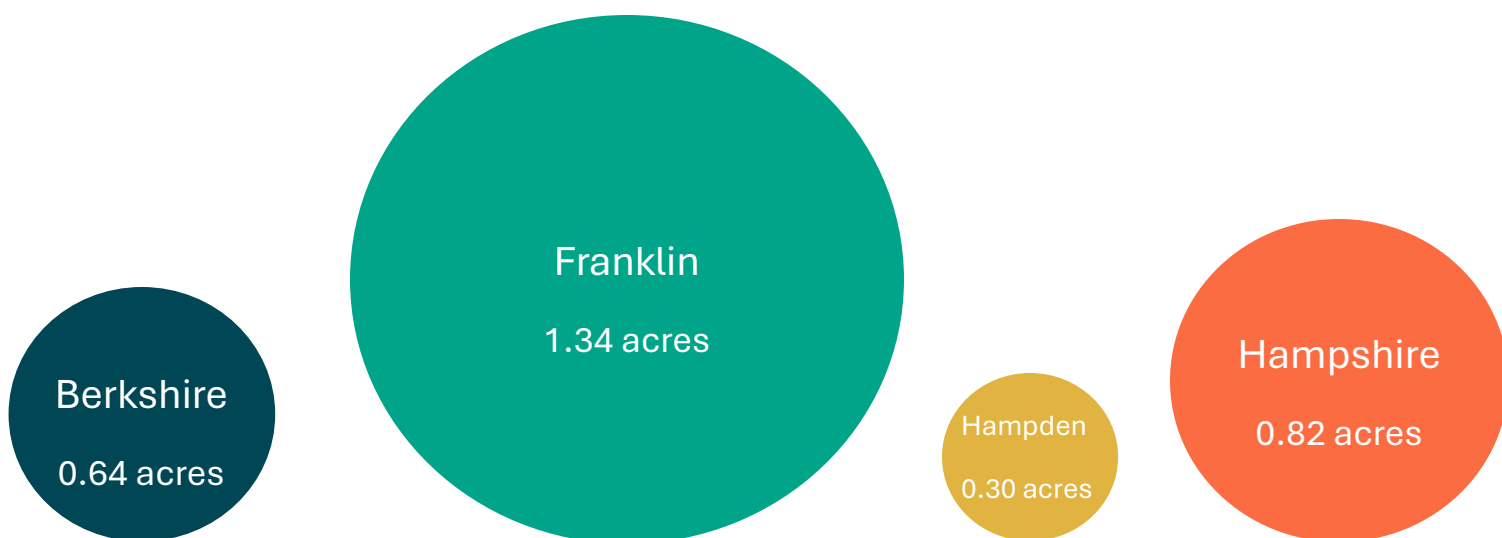 Berkshire
0.64 acres
Franklin
1.34 acres
Hampden
0.30 acres
Hampshire
0.82 acres